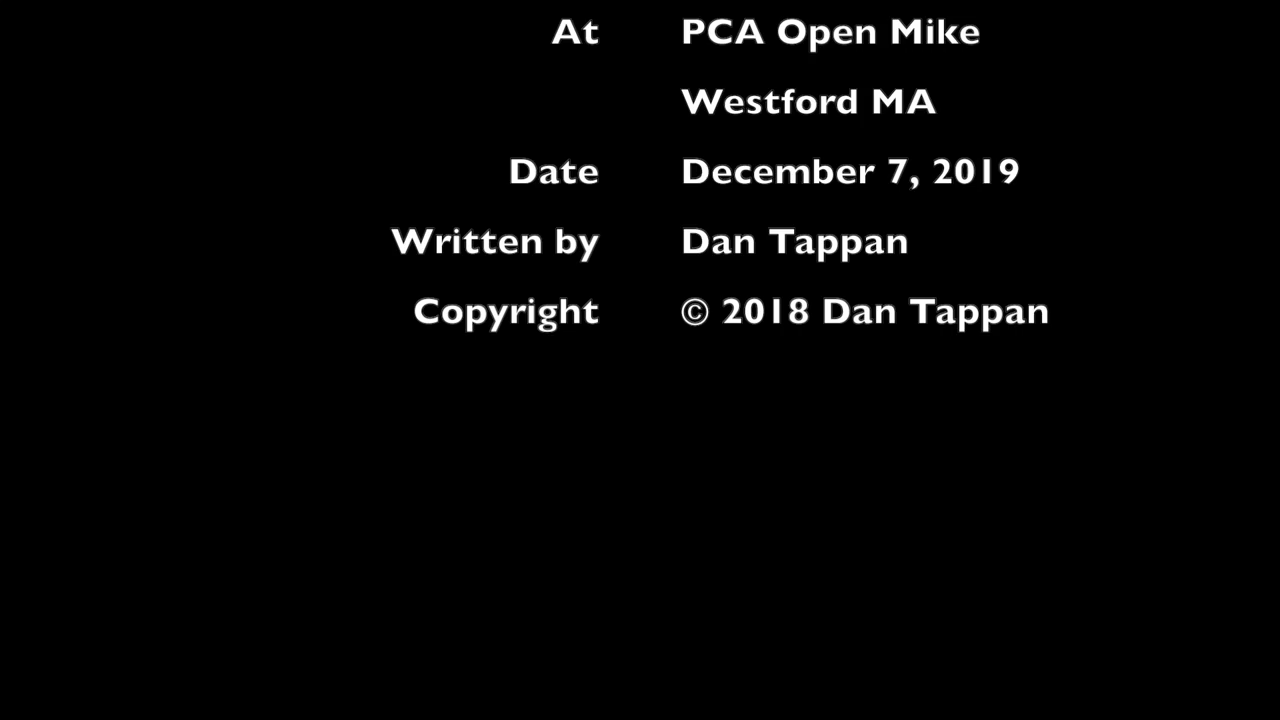 At PCA Open Mike
Westford MA
Date December 7, 2019
Written by Dan Tappan
Copyright © 2018 Dan Tappan